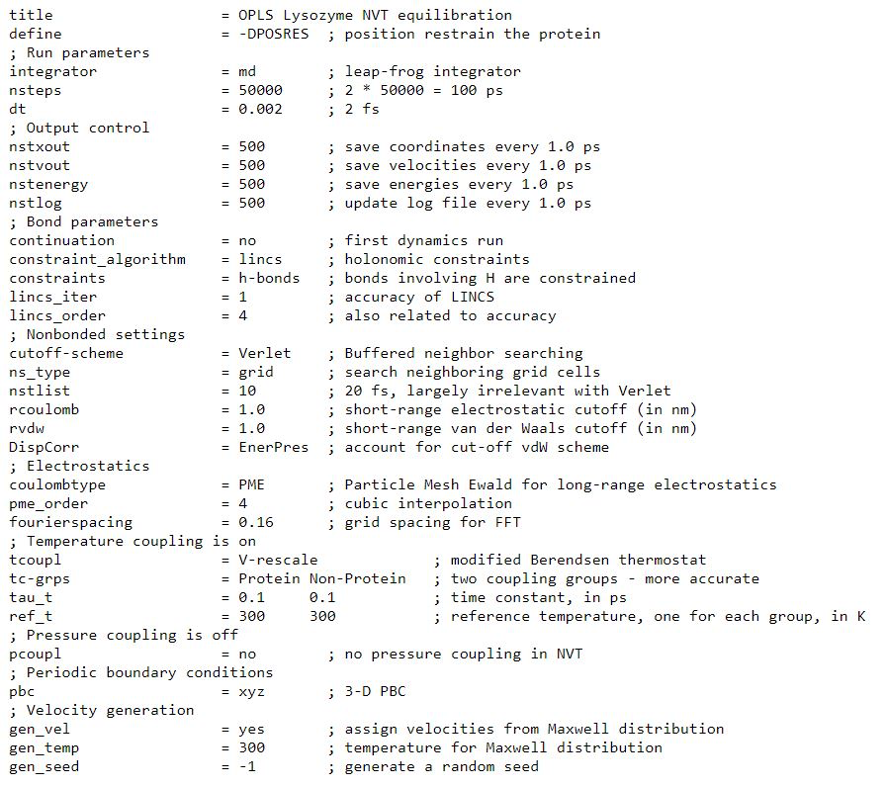 title                   = OPLS Lysozyme NVT equilibration
define                  = -DPOSRES  ; position restrain the protein
; Run parameters
integrator              = md        ; leap-frog integrator
nsteps                  = 50000     ; 2 * 50000 = 100 ps
dt                      = 0.002     ; 2 fs
; Output control
nstxout                 = 500       ; save coordinates every 1.0 ps
nstvout                 = 500       ; save velocities every 1.0 ps
nstenergy               = 500       ; save energies every 1.0 ps
nstlog                  = 500       ; update log file every 1.0 ps
; Bond parameters
continuation            = no        ; first dynamics run
constraint_algorithm    = lincs     ; holonomic constraints
constraints             = h-bonds   ; bonds involving H are constrained
lincs_iter              = 1         ; accuracy of LINCS
lincs_order             = 4         ; also related to accuracy
; Nonbonded settings
cutoff-scheme           = Verlet    ; Buffered neighbor searching
ns_type                 = grid      ; search neighboring grid cells
nstlist                 = 10        ; 20 fs, largely irrelevant with Verlet
rcoulomb                = 1.0       ; short-range electrostatic cutoff (in nm)
rvdw                    = 1.0       ; short-range van der Waals cutoff (in nm)
DispCorr                = EnerPres  ; account for cut-off vdW scheme
; Electrostatics
coulombtype             = PME       ; Particle Mesh Ewald for long-range electrostatics
pme_order               = 4         ; cubic interpolation
fourierspacing          = 0.16      ; grid spacing for FFT
; Temperature coupling is on
tcoupl                  = V-rescale             ; modified Berendsen thermostat
tc-grps                 = Protein Non-Protein   ; two coupling groups - more accurate
tau_t                   = 0.1     0.1           ; time constant, in ps
ref_t                   = 300     300           ; reference temperature, one for each group, in K
; Pressure coupling is off
pcoupl                  = no        ; no pressure coupling in NVT
; Periodic boundary conditions
pbc                     = xyz       ; 3-D PBC
; Velocity generation
gen_vel                 = yes       ; assign velocities from Maxwell distribution
gen_temp                = 300       ; temperature for Maxwell distribution
gen_seed                = -1        ; generate a random seed